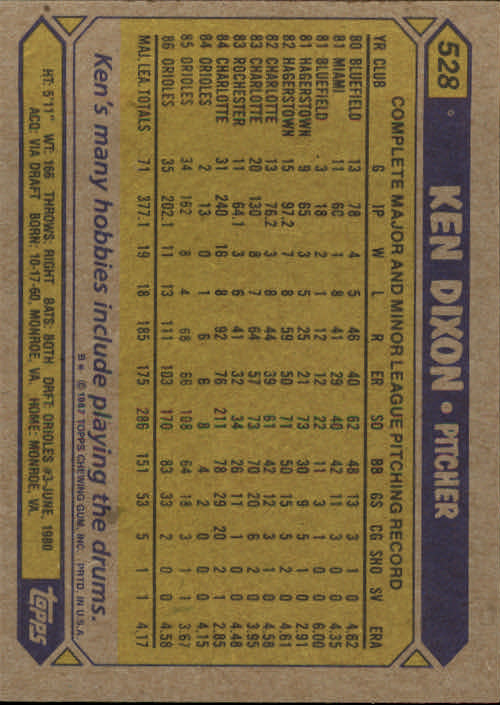 528
KEN DIXON • PITCHER
COMPLETE MAJOR AND MINOR LEAGUE PITCHING RECORD
YR CLUB G IP W L R ER SO BB GS CG SHO SV ERA
80 BLUEFIELD 13 78 4 5 46 40 62 48 13 3 1 0 4.62
81 MIAMI 11 60 1 8 41 29 40 42 11 3 0 0 4.35
81 BLUEFIELD 3 18 2 1 12 12 22 11 3 1 0 0 6.00
81 HAGERSTOWN 9 65 3 5 25 21 73 30 9 5 1 0 2.91
82 HAGERSTOWN 15 97.2 7 8 59 50 71 50 15 5 2 0 4.61
82 CHARLOTTE 13 76.2 3 8 44 39 61 42 12 3 1 0 4.58
83 CHARLOTTE 20 130 8 7 64 57 73 70 20 6 2 0 3.95
83 ROCHESTER 11 64.1 3 6 41 32 34 26 11 1 0 0 4.48
84 CHARLOTTE 31 240 16 8 92 76 211 78 29 20 2 1 2.85
84 ORIOLES 2 13 0 1 6 6 8 4 2 0 0 0 4.15
85 ORIOLES 34 162 8 4 68 66 108 64 18 3 1 1 3.67
86 ORIOLES 35 202.1 11 13 111 103 170 83 33 2 0 0 4.58
MAJ. LEA. TOTALS 71 377.1 19 18 185 175 286 151 53 5 1 1 4.17
Ken's many hobbies include playing the drums.
© 1987 TOPPS CHEWING GUM, INC. PRTD. IN U.S.A.
HT: 5'11" WT: 166 THROWS: RIGHT BATS: BOTH DRFT: ORIOLES #3-JUNE, 1980
ACQ: VIA DRAFT BORN: 10-17-60, MONROE, VA. HOME: MONROE, VA.
topps